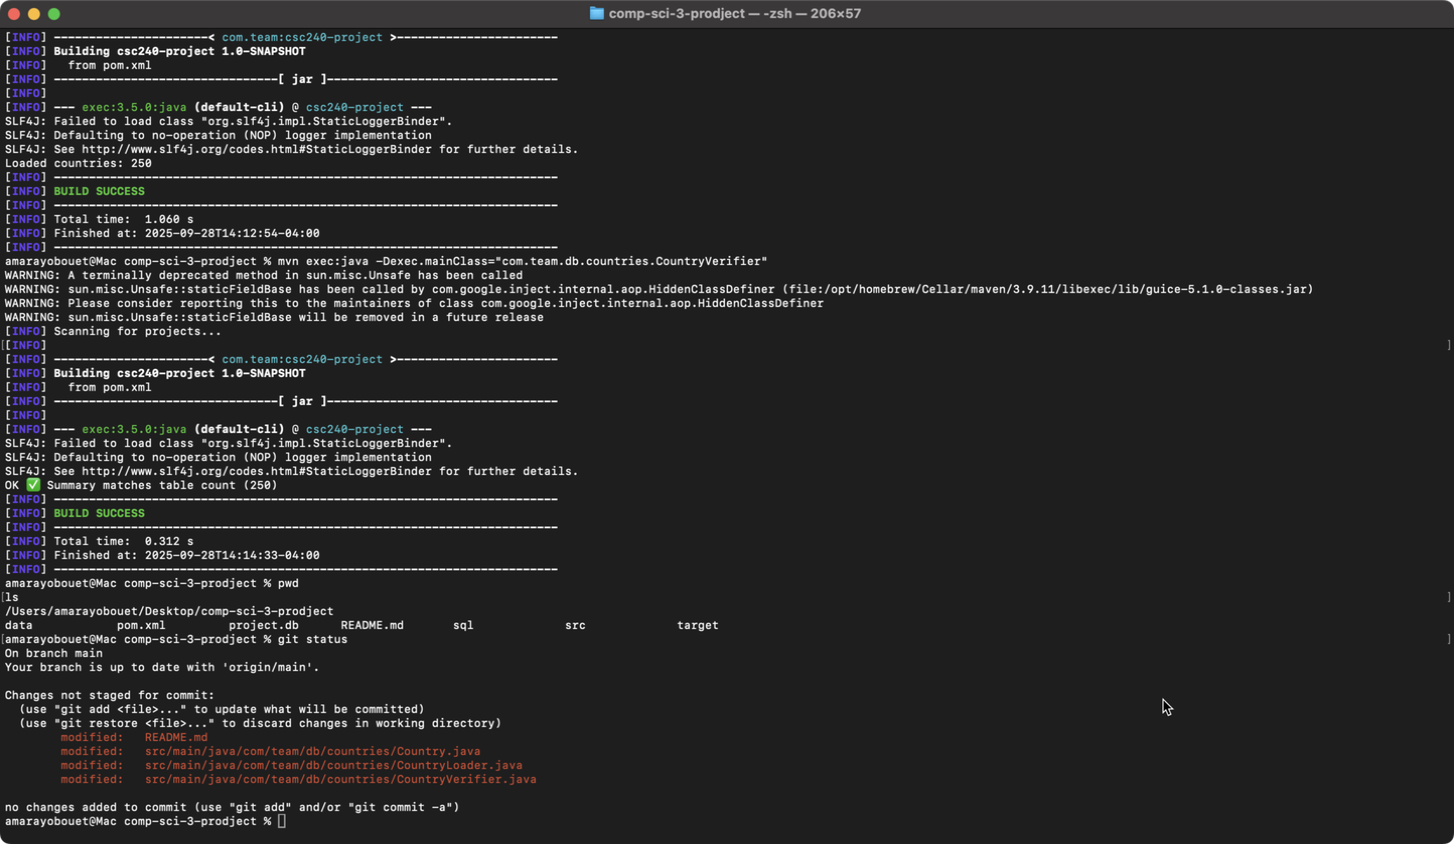 comp-sci-3-prodject — -zsh — 206×57
[INFO] ----------------------< com.team:csc240-project >-----------------------
[INFO] Building csc240-project 1.0-SNAPSHOT
[INFO]   from pom.xml
[INFO] --------------------------------[ jar ]---------------------------------
[INFO]
[INFO] --- exec:3.5.0:java (default-cli) @ csc240-project ---
SLF4J: Failed to load class "org.slf4j.impl.StaticLoggerBinder".
SLF4J: Defaulting to no-operation (NOP) logger implementation
SLF4J: See http://www.slf4j.org/codes.html#StaticLoggerBinder for further details.
Loaded countries: 250
[INFO] ------------------------------------------------------------------------
[INFO] BUILD SUCCESS
[INFO] ------------------------------------------------------------------------
[INFO] Total time:  1.060 s
[INFO] Finished at: 2025-09-28T14:12:54-04:00
[INFO] ------------------------------------------------------------------------
amarayobouet@Mac comp-sci-3-prodject % mvn exec:java -Dexec.mainClass="com.team.db.countries.CountryVerifier"
WARNING: A terminally deprecated method in sun.misc.Unsafe has been called
WARNING: sun.misc.Unsafe::staticFieldBase has been called by com.google.inject.internal.aop.HiddenClassDefiner (file:/opt/homebrew/Cellar/maven/3.9.11/libexec/lib/guice-5.1.0-classes.jar)
WARNING: Please consider reporting this to the maintainers of class com.google.inject.internal.aop.HiddenClassDefiner
WARNING: sun.misc.Unsafe::staticFieldBase will be removed in a future release
[INFO] Scanning for projects...
[[INFO] ]
[INFO] ----------------------< com.team:csc240-project >-----------------------
[INFO] Building csc240-project 1.0-SNAPSHOT
[INFO]   from pom.xml
[INFO] --------------------------------[ jar ]---------------------------------
[INFO]
[INFO] --- exec:3.5.0:java (default-cli) @ csc240-project ---
SLF4J: Failed to load class "org.slf4j.impl.StaticLoggerBinder".
SLF4J: Defaulting to no-operation (NOP) logger implementation
SLF4J: See http://www.slf4j.org/codes.html#StaticLoggerBinder for further details.
OK ✅ Summary matches table count (250)
[INFO] ------------------------------------------------------------------------
[INFO] BUILD SUCCESS
[INFO] ------------------------------------------------------------------------
[INFO] Total time:  0.312 s
[INFO] Finished at: 2025-09-28T14:14:33-04:00
[INFO] ------------------------------------------------------------------------
amarayobouet@Mac comp-sci-3-prodject % pwd
[ls ]
/Users/amarayobouet/Desktop/comp-sci-3-prodject
data            pom.xml         project.db      README.md       sql             src             target
[amarayobouet@Mac comp-sci-3-prodject % git status ]
On branch main
Your branch is up to date with 'origin/main'.

Changes not staged for commit:
  (use "git add <file>..." to update what will be committed)
  (use "git restore <file>..." to discard changes in working directory)
        modified:   README.md
        modified:   src/main/java/com/team/db/countries/Country.java
        modified:   src/main/java/com/team/db/countries/CountryLoader.java
        modified:   src/main/java/com/team/db/countries/CountryVerifier.java

no changes added to commit (use "git add" and/or "git commit -a")
amarayobouet@Mac comp-sci-3-prodject %